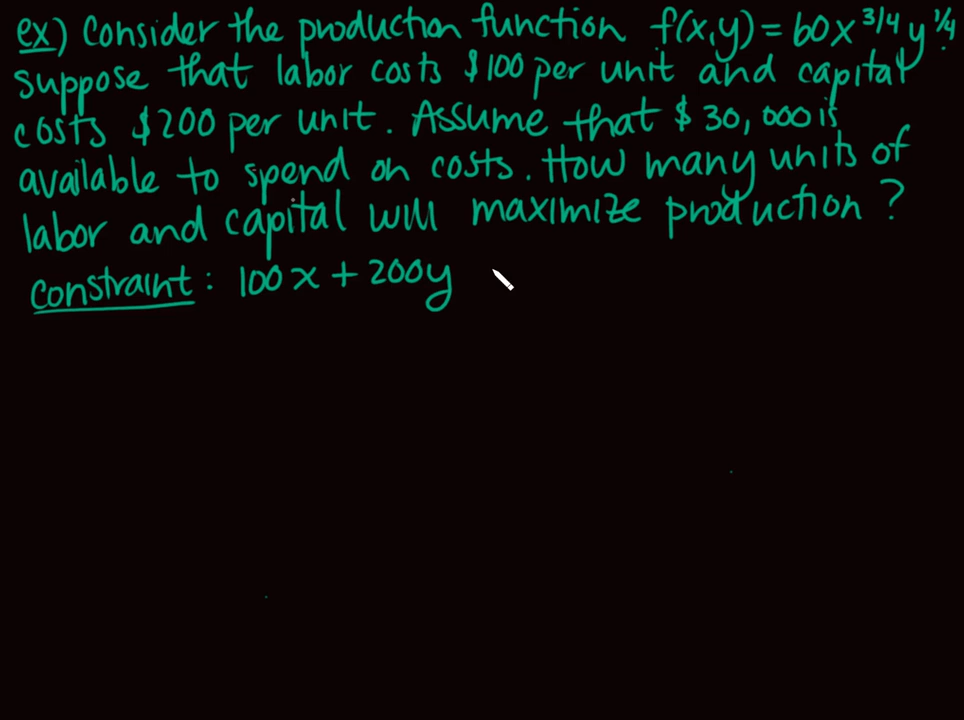 ex) Consider the production function f(x,y) = 60x^{3/4} y^{1/4}.
suppose that labor costs $100 per unit and capital
costs $200 per unit. Assume that $30,000 is
available to spend on costs. How many units of
labor and capital will maximize production?
constraint: 100x + 200y